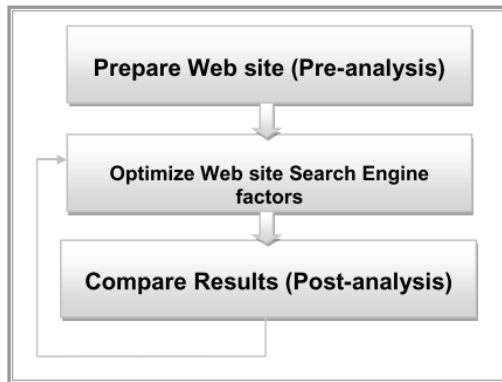 Prepare Web site (Pre-analysis)
Optimize Web site Search Engine
factors
Compare Results (Post-analysis)